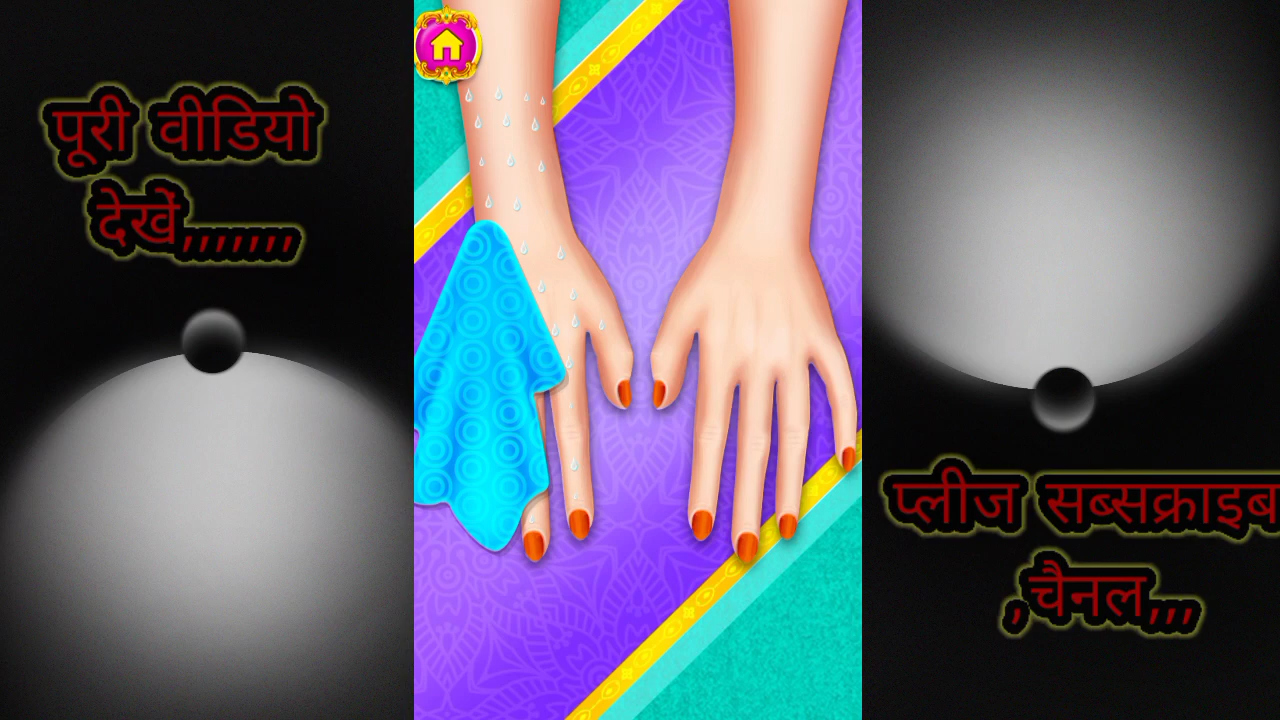 पूरी वीडियो
देखें,,,,,,,
प्लीज सब्सक्राइब
,चैनल,,,